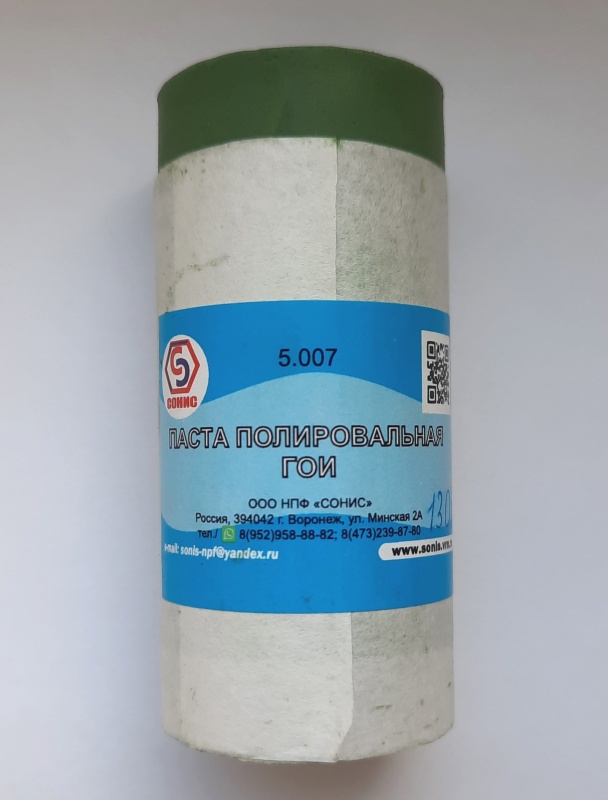 5.007
СОНИС
ПАСТА ПОЛИРОВАЛЬНАЯ
ГОИ
ООО НПФ «СОНИС»
Россия, 394042 г. Воронеж, ул. Минская 2А
тел./ 8(952)958-88-82; 8(473)239-87-80
e-mail: sonis-npf@yandex.ru